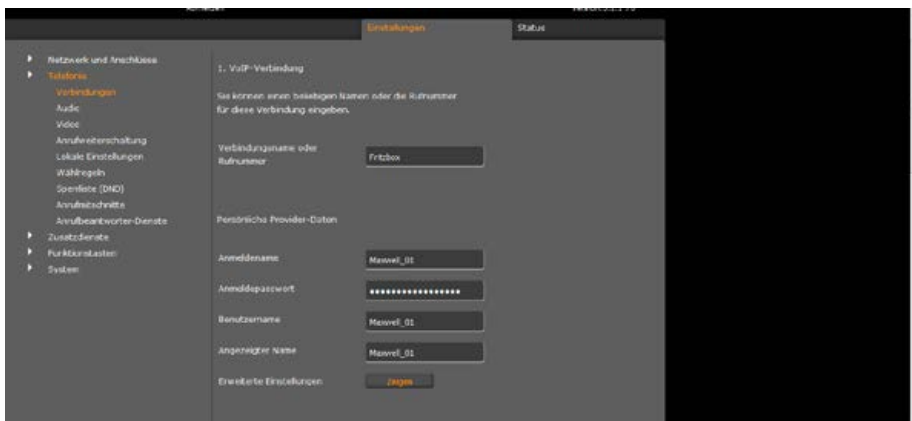 Abmelden
Einstellungen
Status
Netzwerk und Anschlüsse
Telefonie
Verbindungen
Audio
Video
Anrufweiterschaltung
Lokale Einstellungen
Wählregeln
Sperrliste (DND)
Anrufmitschnitte
Anrufbeantworter-Dienste
Zusatzdienste
Funktionstasten
System
1. VoIP-Verbindung
Sie können einen beliebigen Namen oder die Rufnummer
für diese Verbindung eingeben.
Verbindungsname oder
Rufnummer
Fritzbox
Persönliche Provider-Daten
Anmeldename
Maxwell_01
Anmeldepasswort
Benutzername
Maxwell_01
Angezeigter Name
Maxwell_01
Erweiterte Einstellungen
Zeigen